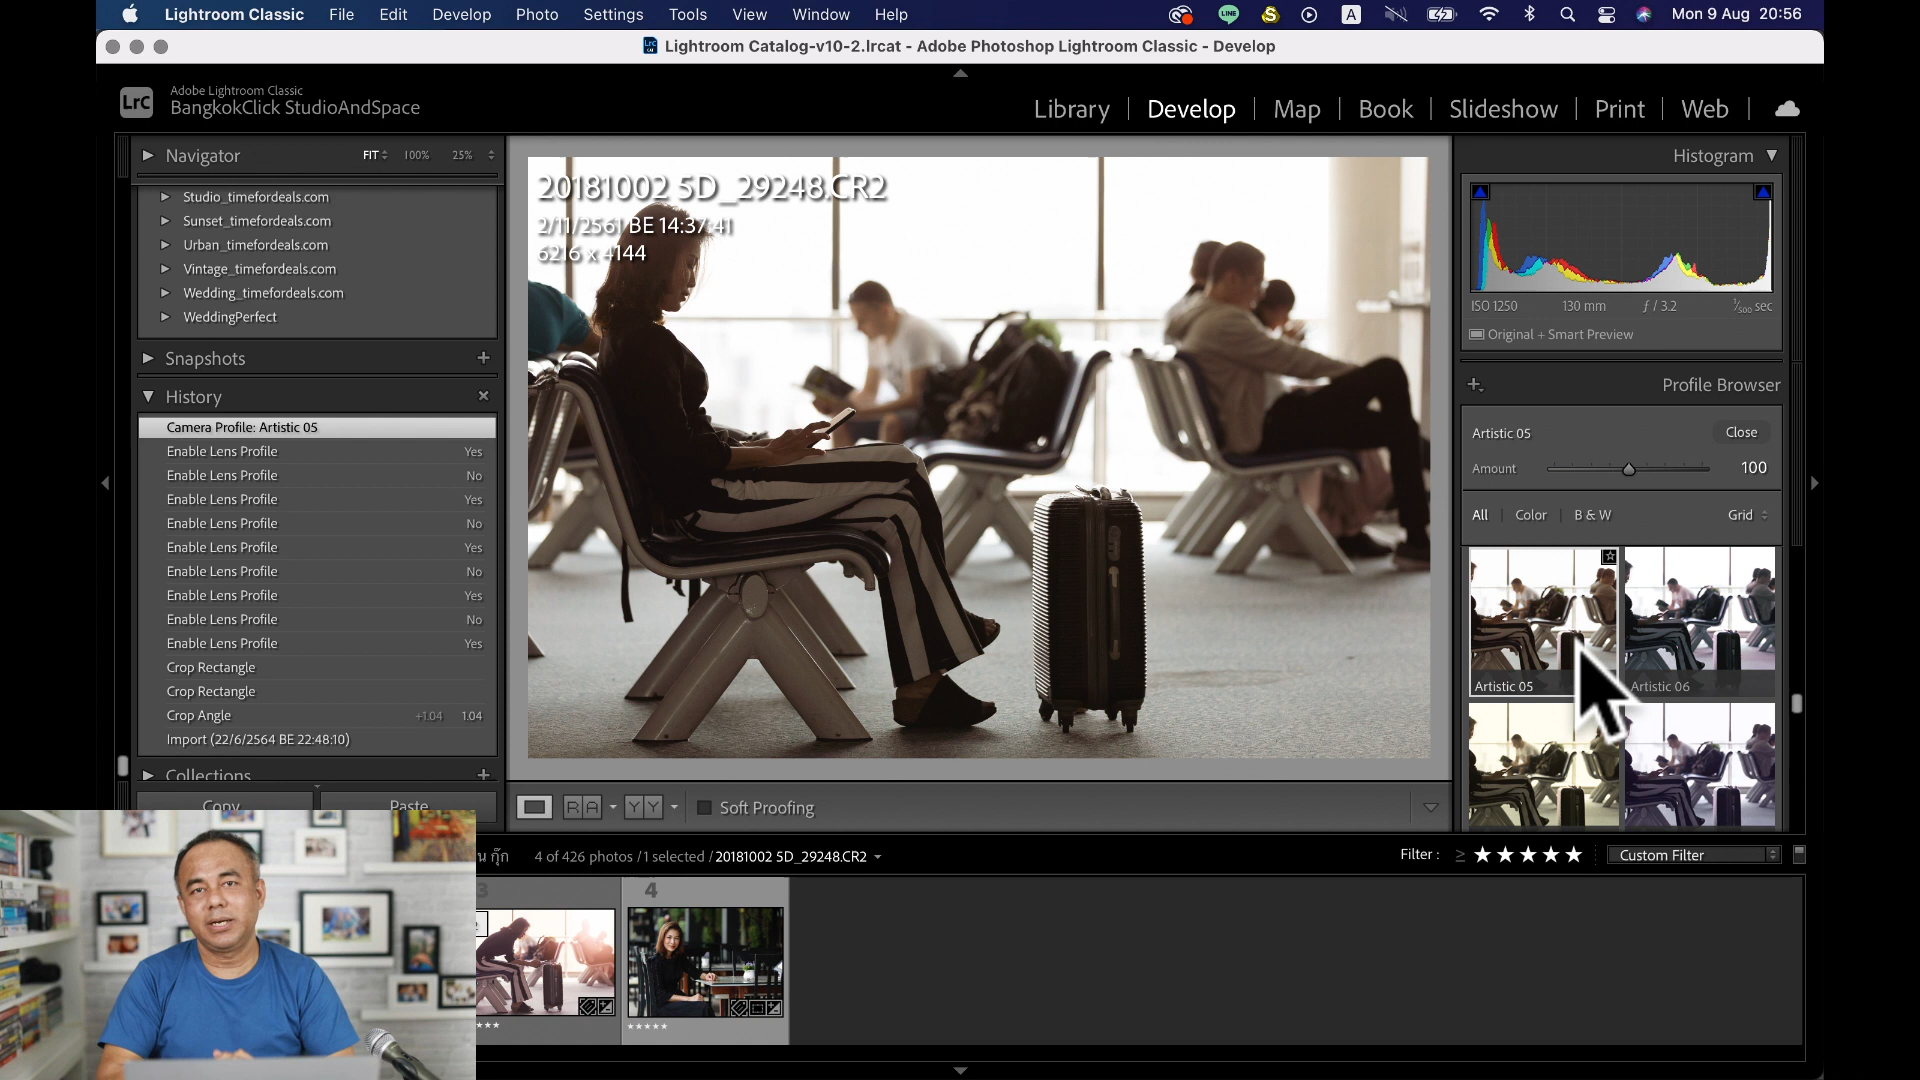 Lightroom Classic File Edit Develop Photo Settings Tools View Window Help
LINE S A Mon 9 Aug 20:56
Lightroom Catalog-v10-2.lrcat - Adobe Photoshop Lightroom Classic - Develop
LrC
Adobe Lightroom Classic
BangkokClick StudioAndSpace
Library | Develop | Map | Book | Slideshow | Print | Web |
Navigator FIT 100% 25%
Studio_timefordeals.com
Sunset_timefordeals.com
Urban_timefordeals.com
Vintage_timefordeals.com
Wedding_timefordeals.com
WeddingPerfect
Snapshots +
History ×
Camera Profile: Artistic 05
Enable Lens Profile Yes
Enable Lens Profile No
Enable Lens Profile Yes
Enable Lens Profile No
Enable Lens Profile Yes
Enable Lens Profile No
Enable Lens Profile Yes
Enable Lens Profile No
Enable Lens Profile Yes
Crop Rectangle
Crop Rectangle
Crop Angle +1.04 1.04
Import (22/6/2564 BE 22:48:10)
Collections +
Copy Paste
20181002 5D_29248.CR2
2/11/2561 BE 14:37:41
6216 x 4144
Histogram
ISO 1250 130 mm ƒ / 3.2 1/500 sec
Original + Smart Preview
Profile Browser
Artistic 05 Close
Amount 100
All | Color | B & W Grid
Artistic 05 Artistic 06
R A Y Y Soft Proofing
น กุ๊ก 4 of 426 photos / 1 selected / 20181002 5D_29248.CR2
Filter : ≥ ★★★★★ Custom Filter
3 4